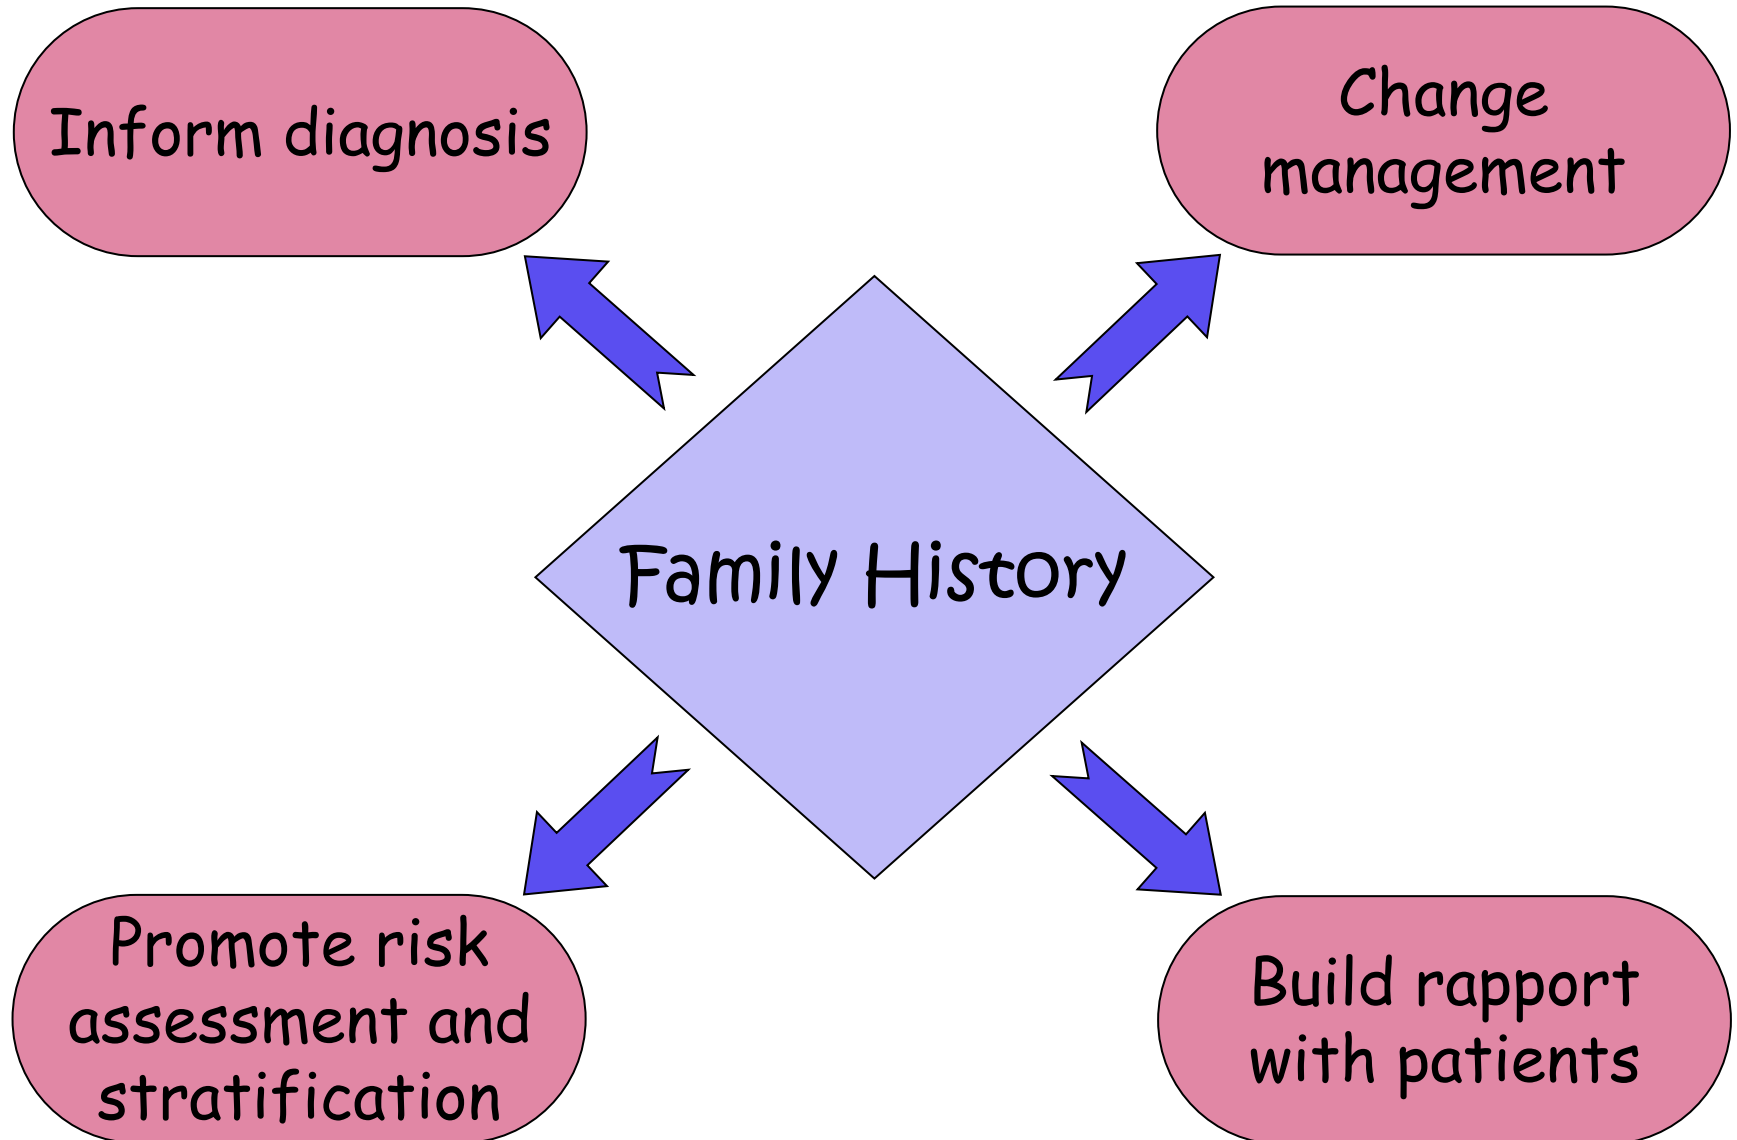 Inform diagnosis
Change
management
Family History
Promote risk
assessment and
stratification
Build rapport
with patients